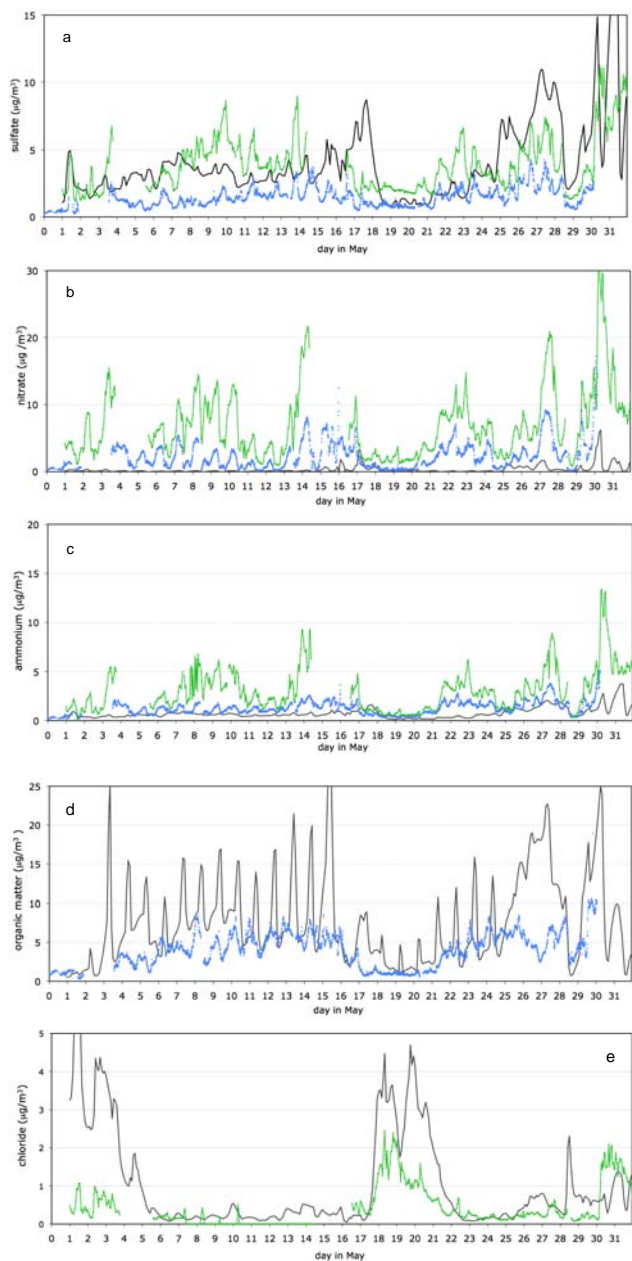 a
15
10
5
0
sulfate (µg/m³)
0 1 2 3 4 5 6 7 8 9 10 11 12 13 14 15 16 17 18 19 20 21 22 23 24 25 26 27 28 29 30 31
day in May
b
30
20
10
0
nitrate (µg /m³)
0 1 2 3 4 5 6 7 8 9 10 11 12 13 14 15 16 17 18 19 20 21 22 23 24 25 26 27 28 29 30 31
day in May
c
20
15
10
5
0
ammonium (µg/m³)
0 1 2 3 4 5 6 7 8 9 10 11 12 13 14 15 16 17 18 19 20 21 22 23 24 25 26 27 28 29 30 31
day in May
d
25
20
15
10
5
0
organic matter (µg/m³ )
0 1 2 3 4 5 6 7 8 9 10 11 12 13 14 15 16 17 18 19 20 21 22 23 24 25 26 27 28 29 30 31
day in May
e
5
4
3
2
1
0
chloride (µg/m³)
0 1 2 3 4 5 6 7 8 9 10 11 12 13 14 15 16 17 18 19 20 21 22 23 24 25 26 27 28 29 30 31
day in May